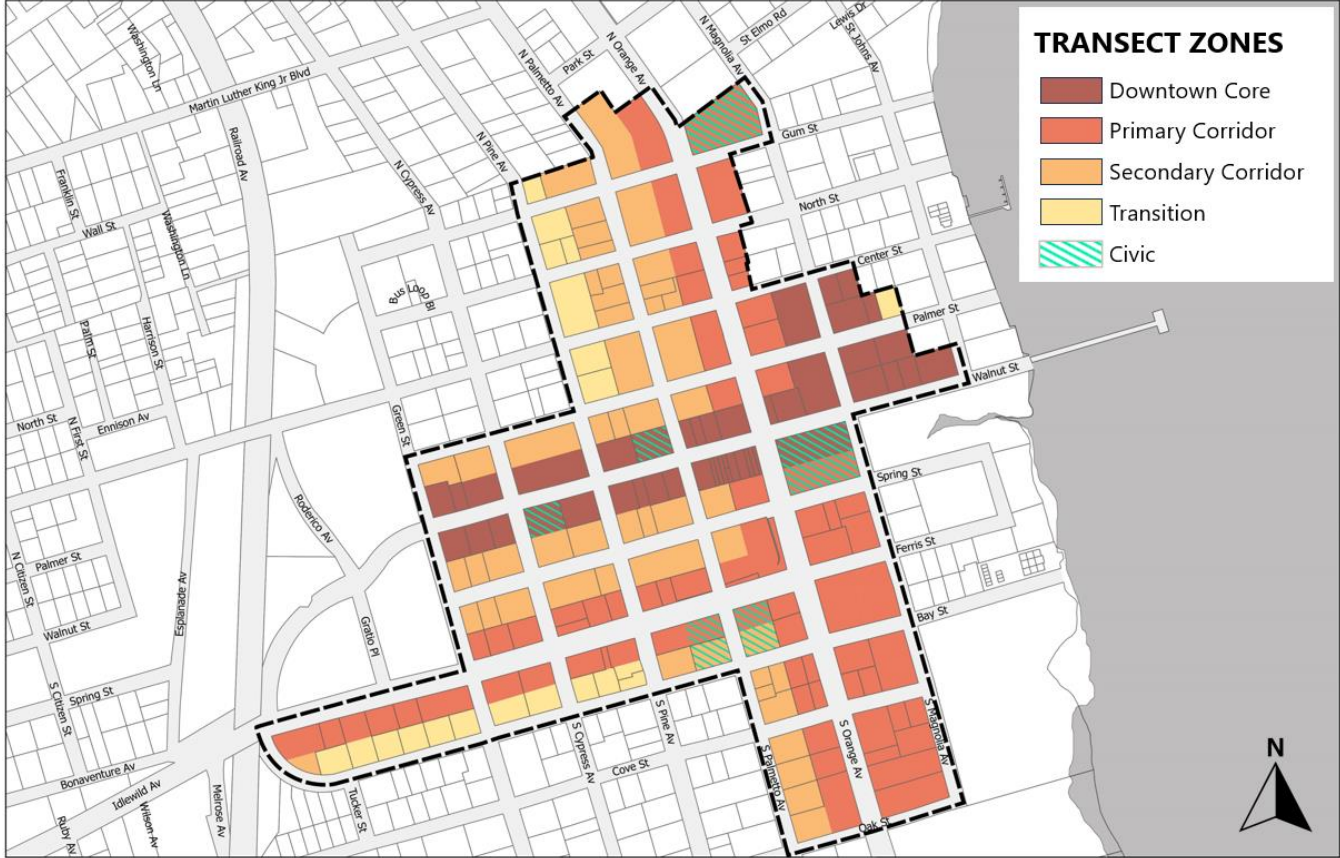 TRANSECT ZONES
Downtown Core
Primary Corridor
Secondary Corridor
Transition
Civic
Washington Ln
Martin Luther King Jr Blvd
Railroad Av
N Palmetto Av
Park St
N Orange Av
N Magnolia Av
St Elmo Rd
Lewis Dr
St Johns Av
N Pine Av
N Cypress Av
Gum St
Franklin St
Wall St
Washington Ln
North St
Center St
Bus Loop Bl
Palmer St
Palm St
Harrison St
Walnut St
North St
N First St
Ennison Av
Green St
Spring St
Roderico Av
Ferris St
N Citizen St
Palmer St
Esplanade Av
Walnut St
Gratio Pl
Bay St
Spring St
S Citizen St
S Pine Av
S Cypress Av
S Palmetto Av
S Orange Av
S Magnolia Av
Cove St
Bonaventure Av
Idlewild Av
Ruby Av
Wilson Av
Melrose Av
Tucker St
Oak St
N